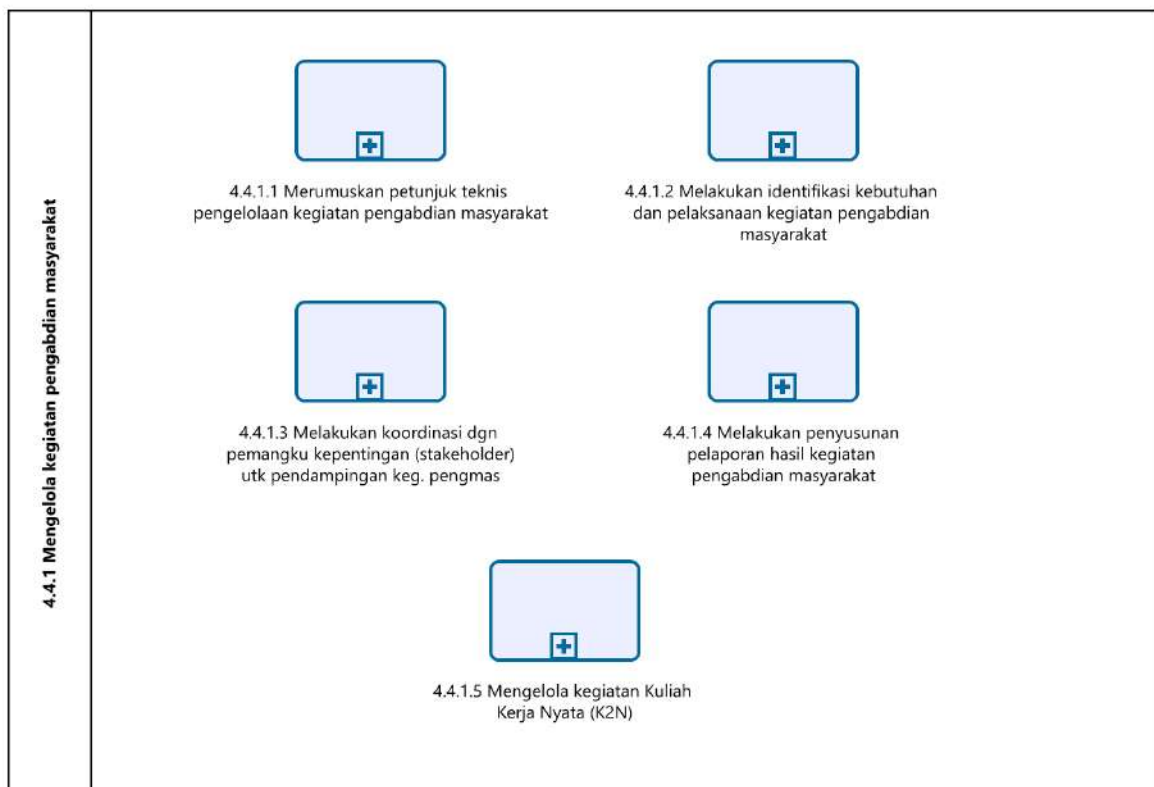 4.4.1 Mengelola kegiatan pengabdian masyarakat
4.4.1.1 Merumuskan petunjuk teknis
pengelolaan kegiatan pengabdian masyarakat
4.4.1.2 Melakukan identifikasi kebutuhan
dan pelaksanaan kegiatan pengabdian
masyarakat
4.4.1.3 Melakukan koordinasi dgn
pemangku kepentingan (stakeholder)
utk pendampingan keg. pengmas
4.4.1.4 Melakukan penyusunan
pelaporan hasil kegiatan
pengabdian masyarakat
4.4.1.5 Mengelola kegiatan Kuliah
Kerja Nyata (K2N)